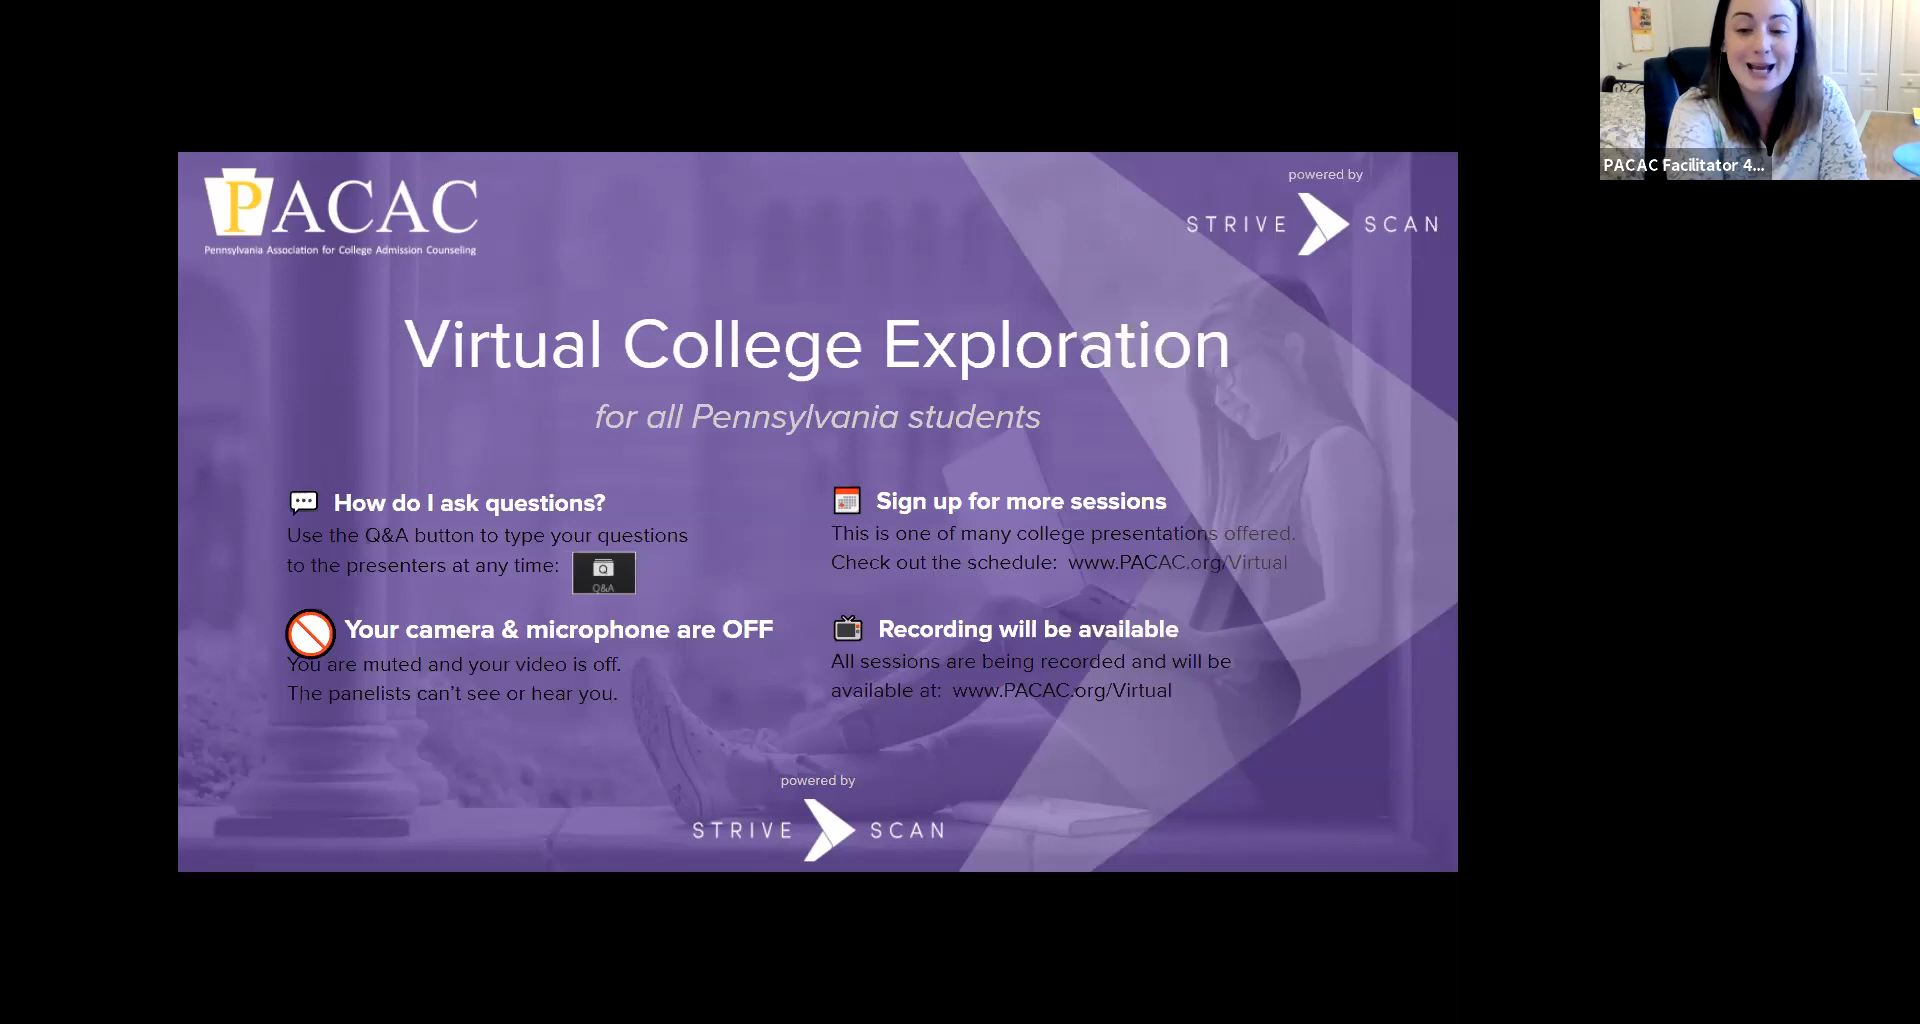 PACAC
Pennsylvania Association for College Admission Counseling
powered by
STRIVE SCAN
Virtual College Exploration
for all Pennsylvania students
How do I ask questions?
Use the Q&A button to type your questions
to the presenters at any time:
Q
Q&A
Your camera & microphone are OFF
You are muted and your video is off.
The panelists can't see or hear you.
Sign up for more sessions
This is one of many college presentations offered.
Check out the schedule: www.PACAC.org/Virtual
Recording will be available
All sessions are being recorded and will be
available at: www.PACAC.org/Virtual
powered by
STRIVE SCAN
PACAC Facilitator 4...